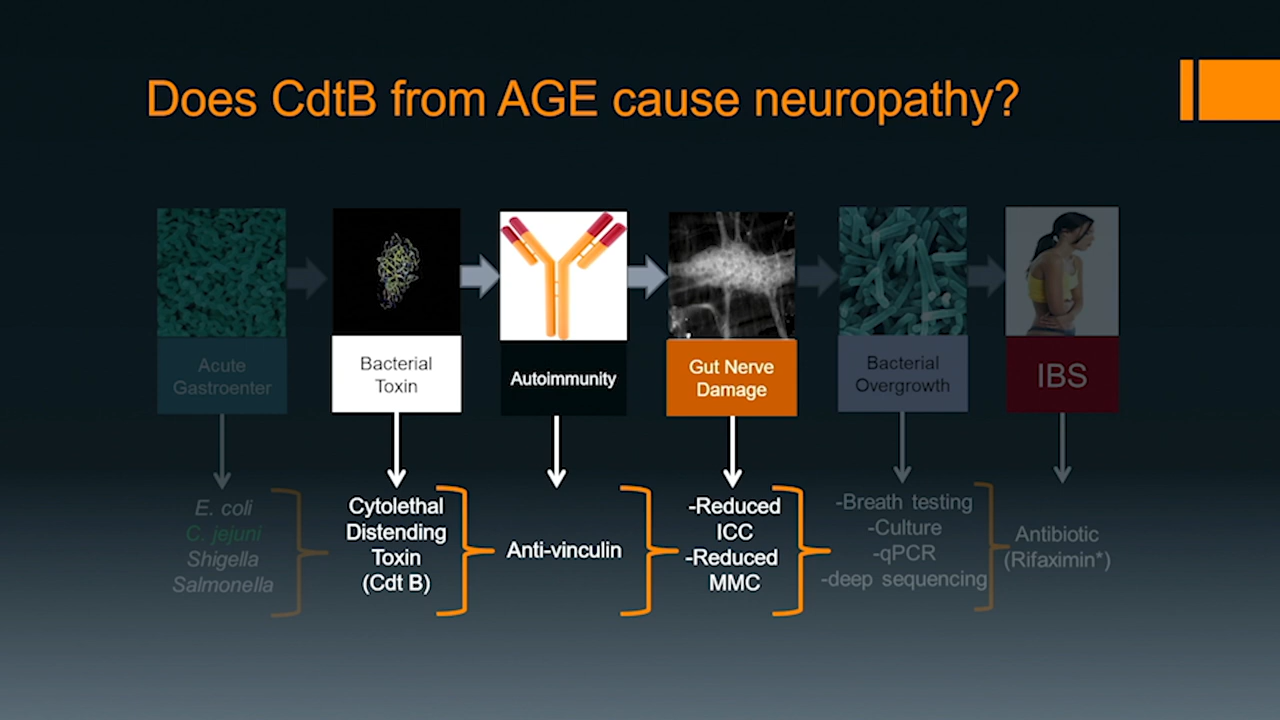 Does CdtB from AGE cause neuropathy?
Acute
Gastroenter
Bacterial
Toxin
Autoimmunity
Gut Nerve
Damage
Bacterial
Overgrowth
IBS
E. coli
C. jejuni
Shigella
Salmonella
Cytolethal
Distending
Toxin
(Cdt B)
Anti-vinculin
-Reduced
ICC
-Reduced
MMC
-Breath testing
-Culture
-qPCR
-deep sequencing
Antibiotic
(Rifaximin*)